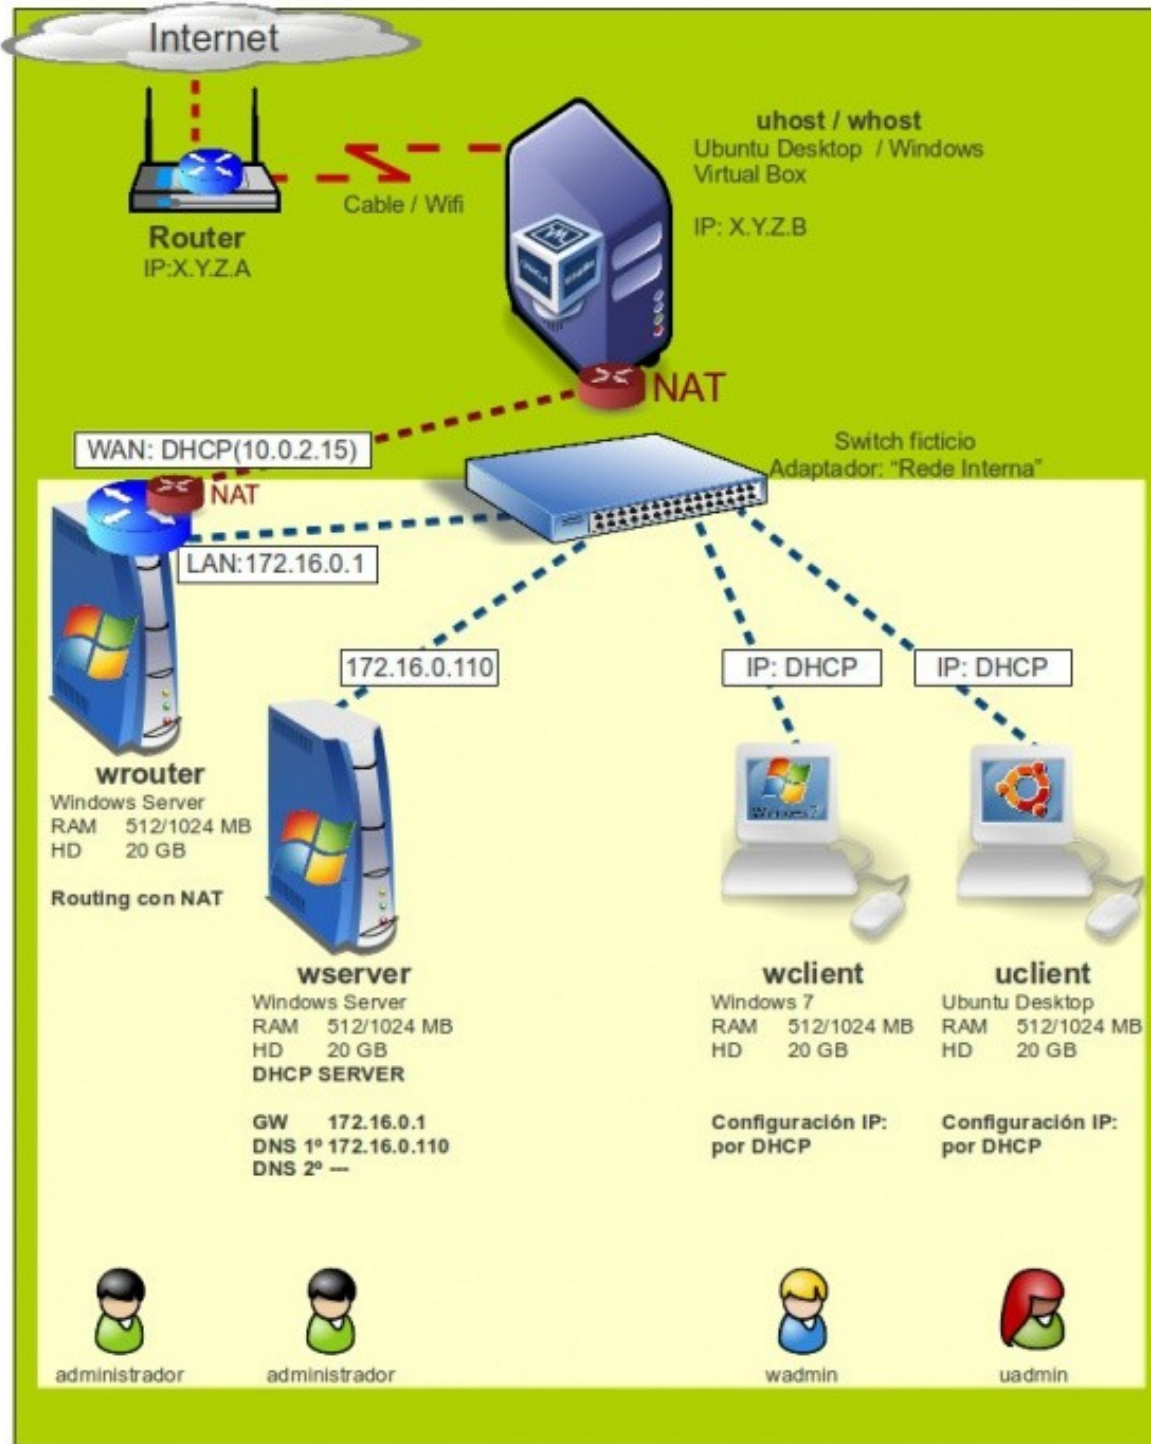 Internet
uhost / whost
Ubuntu Desktop / Windows
Virtual Box
IP: X.Y.Z.B
Cable / Wifi
Router
IP:X.Y.Z.A
NAT
WAN: DHCP(10.0.2.15)
Switch ficticio
Adaptador: "Rede Interna"
NAT
LAN:172.16.0.1
172.16.0.110
IP: DHCP
IP: DHCP
wrouter
Windows Server
RAM 512/1024 MB
HD 20 GB
Routing con NAT
wserver
Windows Server
RAM 512/1024 MB
HD 20 GB
DHCP SERVER
GW 172.16.0.1
DNS 1º 172.16.0.110
DNS 2º ---
Windows 7
wclient
Windows 7
RAM 512/1024 MB
HD 20 GB
Configuración IP:
por DHCP
uclient
Ubuntu Desktop
RAM 512/1024 MB
HD 20 GB
Configuración IP:
por DHCP
administrador
administrador
wadmin
uadmin